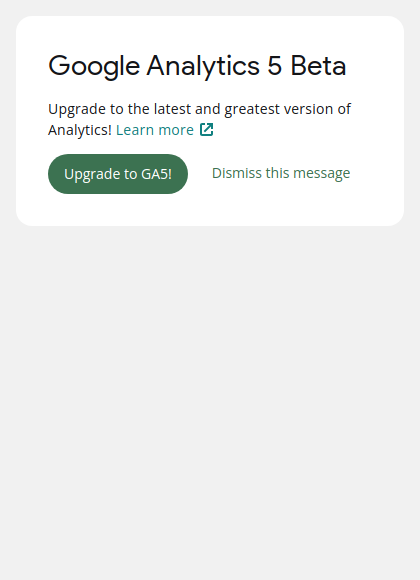 Google Analytics 5 Beta
Upgrade to the latest and greatest version of
Analytics! Learn more
Upgrade to GA5!
Dismiss this message